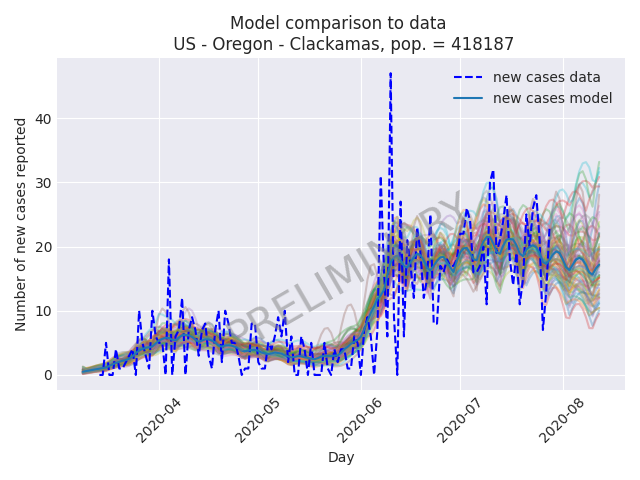 Model comparison to data
US - Oregon - Clackamas, pop. = 418187
new cases data
new cases model
PRELIMINARY
Number of new cases reported
40
30
20
10
0
2020-04
2020-05
2020-06
2020-07
2020-08
Day